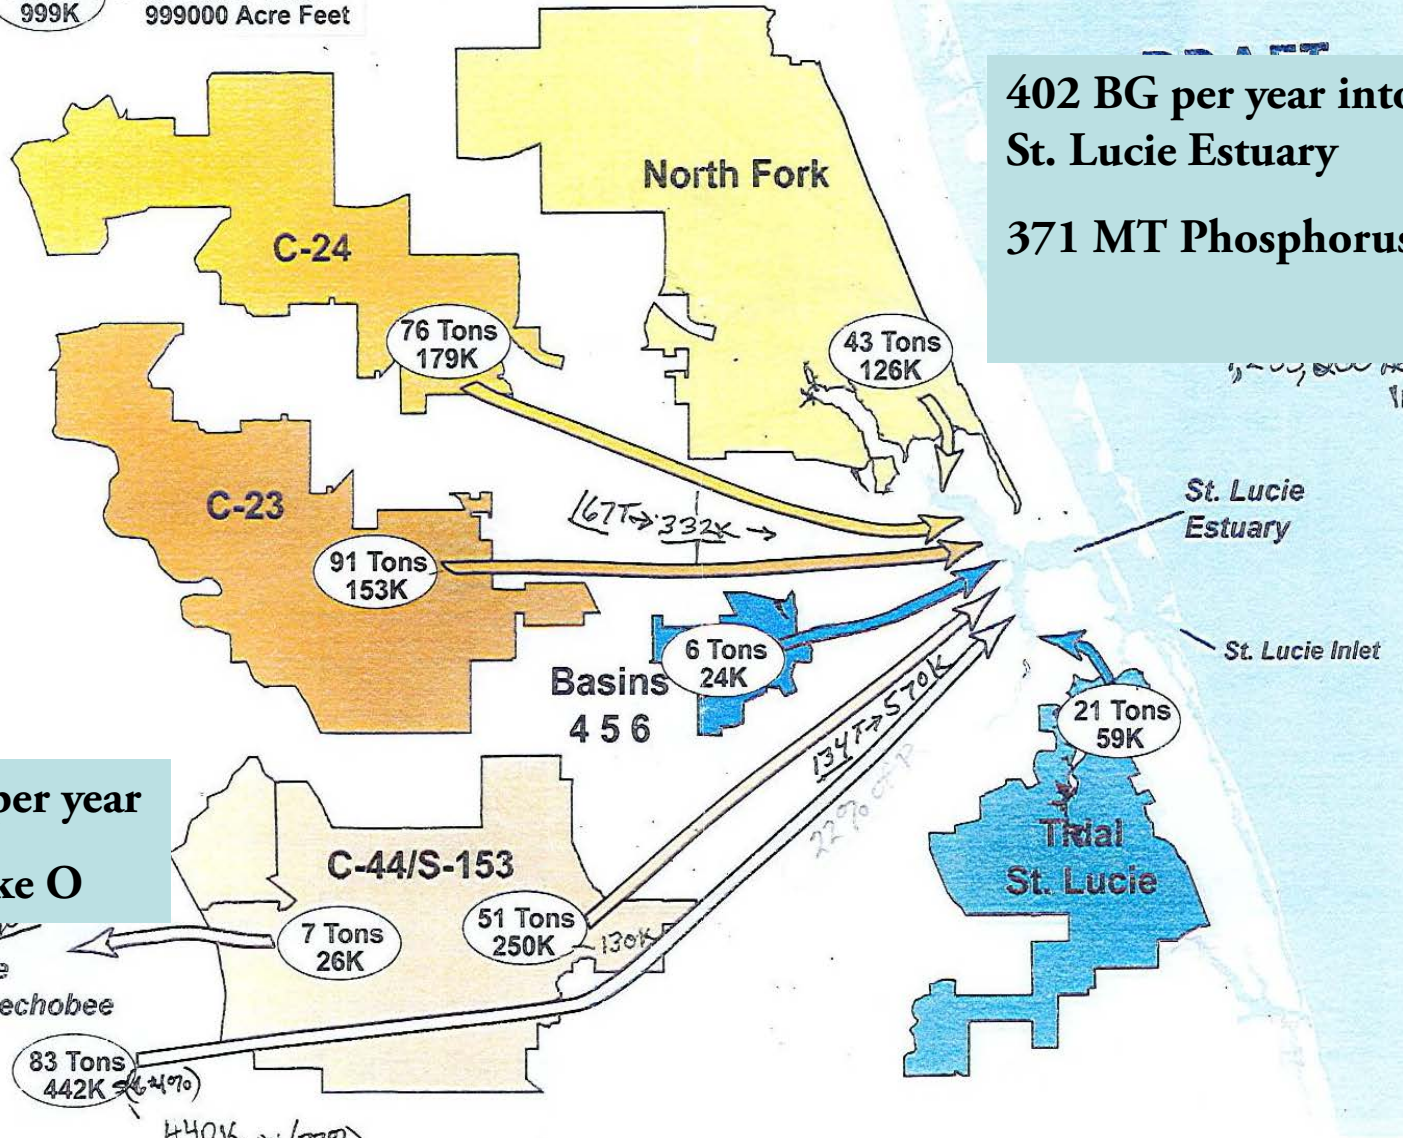 999K
999000 Acre Feet
DRAFT
402 BG per year into
St. Lucie Estuary
371 MT Phosphorus
North Fork
C-24
76 Tons
179K
43 Tons
126K
C-23
91 Tons
153K
167T→332K→
St. Lucie
Estuary
St. Lucie Inlet
Basins
4 5 6
6 Tons
24K
134T→570K
22% of P
21 Tons
59K
Tidal
St. Lucie
per year
ke O
C-44/S-153
7 Tons
26K
51 Tons
250K
130K
e
echobee
83 Tons
442K
440K